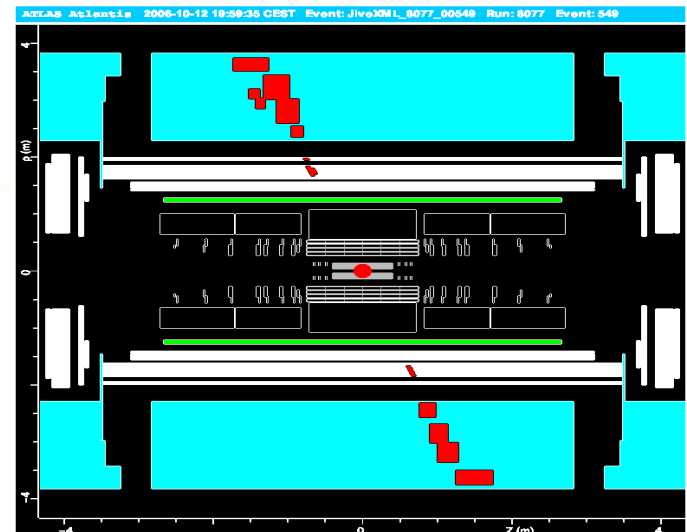 ATLAS Atlantis 2006-10-12 19:59:35 CEST Event: JiveXML_8077_00549 Run: 8077 Event: 549
4
ρ (m)
0
-4
-4 0 Z (m) 4